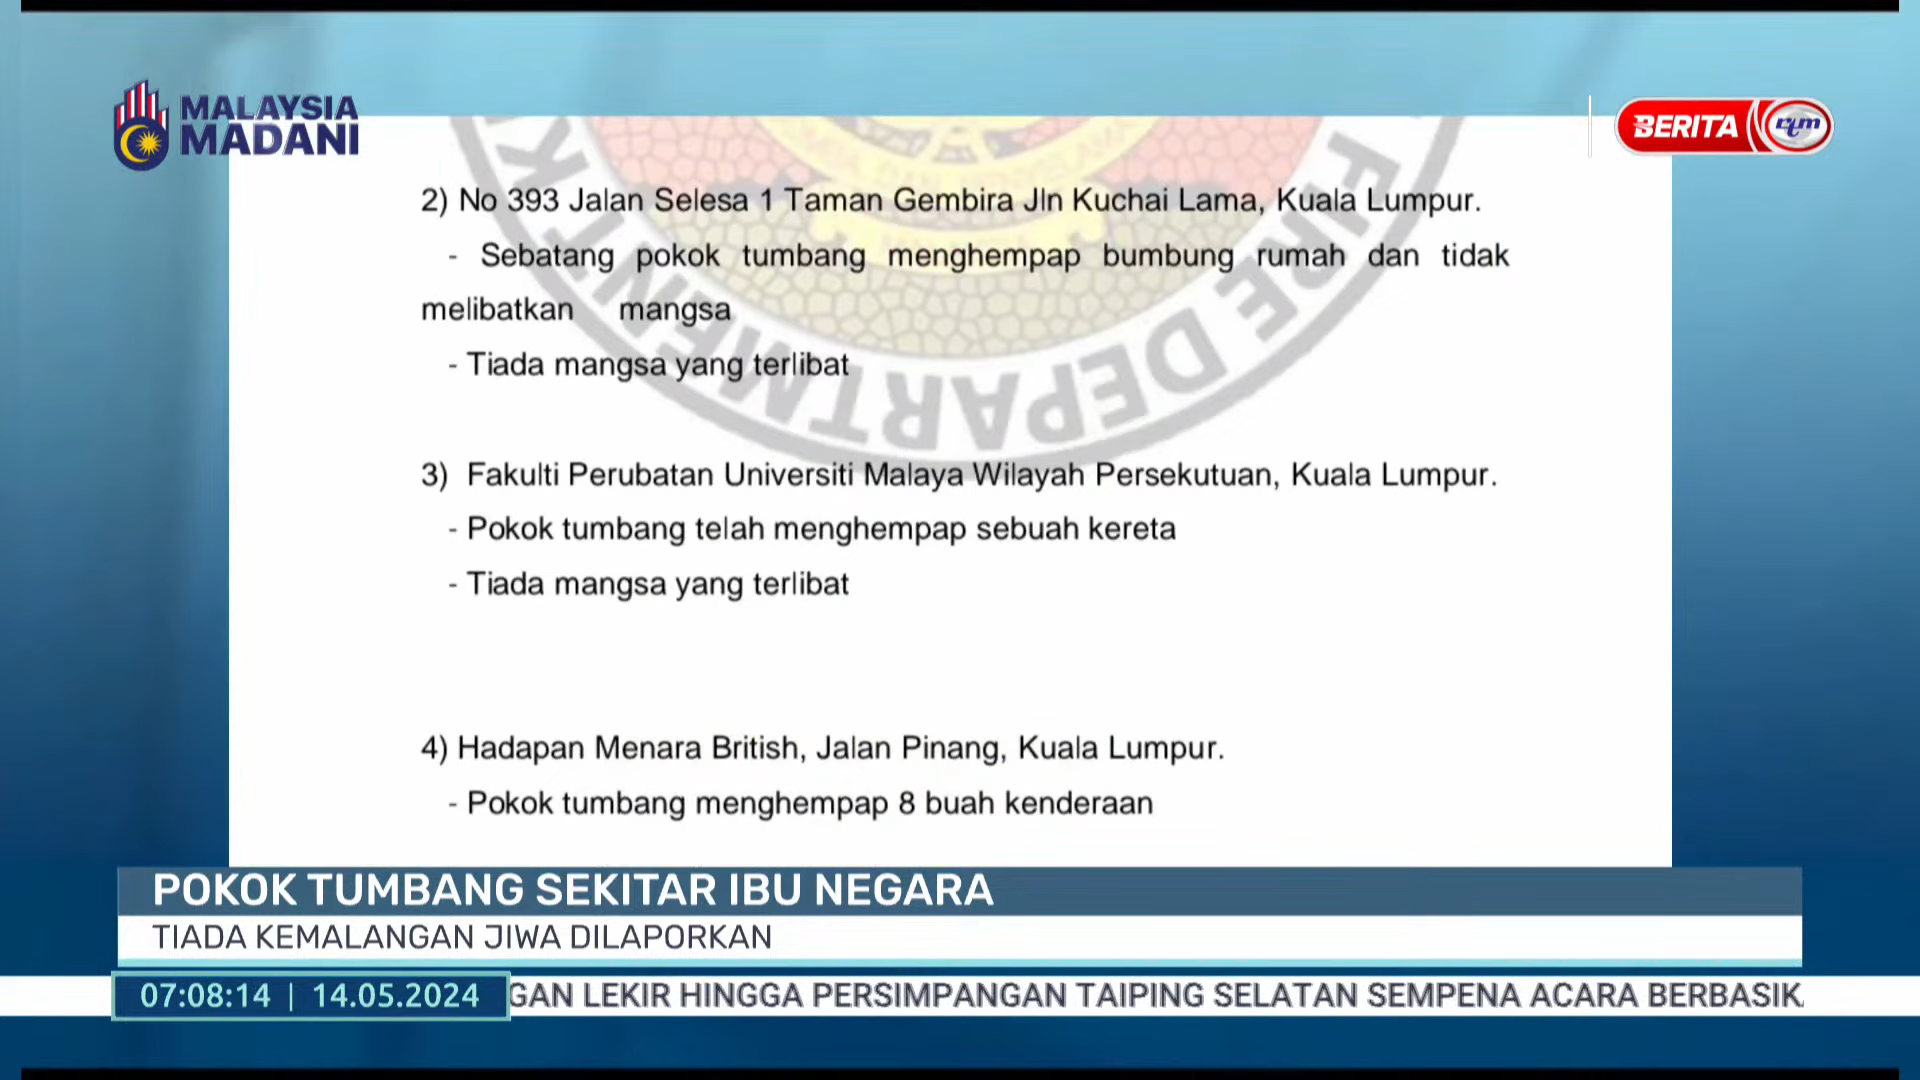 MALAYSIA
MADANI
BERITA rtm
2) No 393 Jalan Selesa 1 Taman Gembira Jln Kuchai Lama, Kuala Lumpur.
- Sebatang pokok tumbang menghempap bumbung rumah dan tidak
melibatkan mangsa
- Tiada mangsa yang terlibat
3) Fakulti Perubatan Universiti Malaya Wilayah Persekutuan, Kuala Lumpur.
- Pokok tumbang telah menghempap sebuah kereta
- Tiada mangsa yang terlibat
4) Hadapan Menara British, Jalan Pinang, Kuala Lumpur.
- Pokok tumbang menghempap 8 buah kenderaan
FIRE DEPARTMENT
POKOK TUMBANG SEKITAR IBU NEGARA
TIADA KEMALANGAN JIWA DILAPORKAN
07:08:14 | 14.05.2024 GAN LEKIR HINGGA PERSIMPANGAN TAIPING SELATAN SEMPENA ACARA BERBASIK